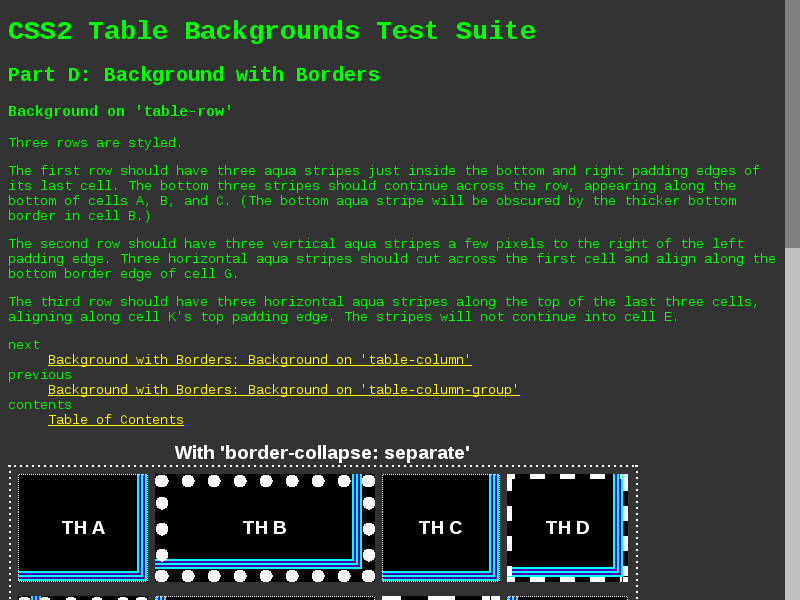 CSS2 Table Backgrounds Test Suite
Part D: Background with Borders
Background on 'table-row'
Three rows are styled.
The first row should have three aqua stripes just inside the bottom and right padding edges of
its last cell. The bottom three stripes should continue across the row, appearing along the
bottom of cells A, B, and C. (The bottom aqua stripe will be obscured by the thicker bottom
border in cell B.)
The second row should have three vertical aqua stripes a few pixels to the right of the left
padding edge. Three horizontal aqua stripes should cut across the first cell and align along the
bottom border edge of cell G.
The third row should have three horizontal aqua stripes along the top of the last three cells,
aligning along cell K's top padding edge. The stripes will not continue into cell E.
next
Background with Borders: Background on 'table-column'
previous
Background with Borders: Background on 'table-column-group'
contents
Table of Contents
With 'border-collapse: separate'
TH A TH B TH C TH D